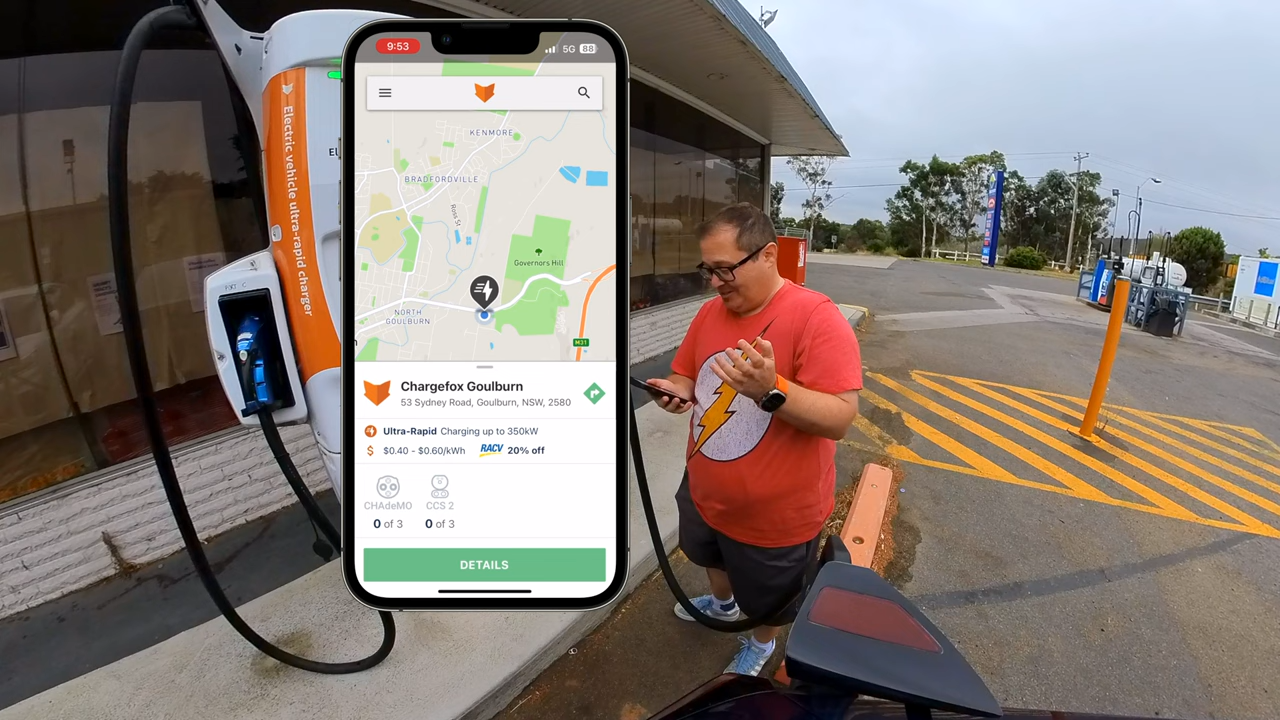 Electric vehicle ultra-rapid charger
El
9:53
5G 88
KENMORE
BRADFORDVILLE
Ross St
Governors Hill
NORTH
GOULBURN
M31
Chargefox Goulburn
53 Sydney Road, Goulburn, NSW, 2580
Ultra-Rapid Charging up to 350kW
$ $0.40 - $0.60/kWh RACV 20% off
CHAdeMO CCS 2
0 of 3 0 of 3
DETAILS